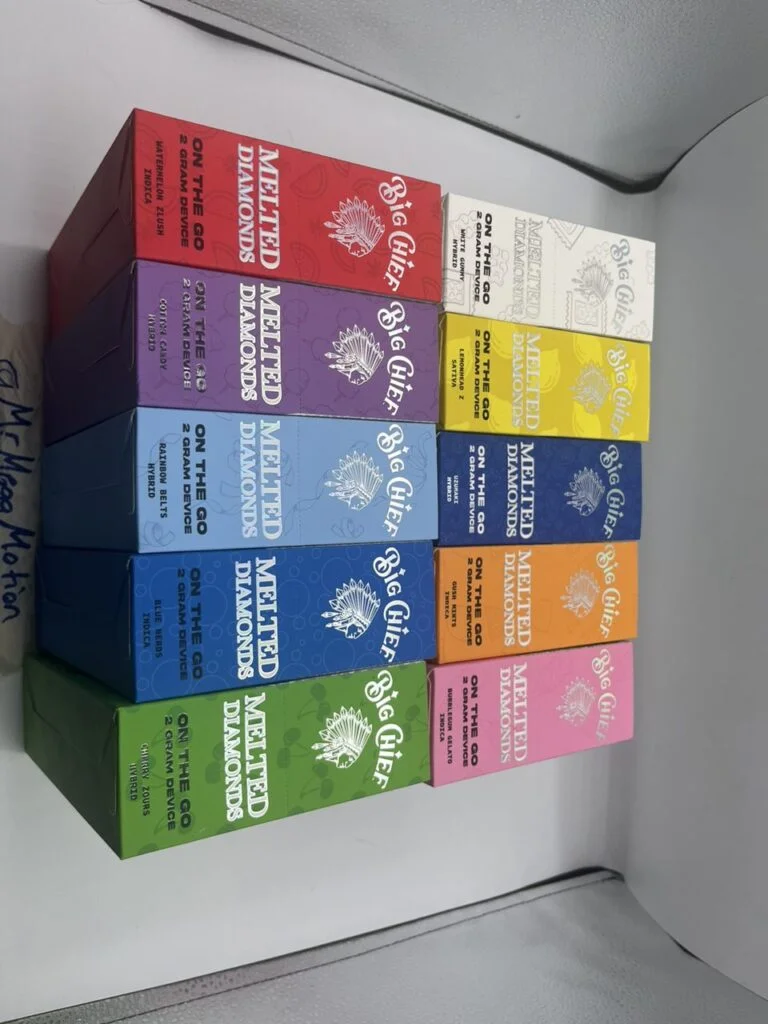 BIG CHIEF
MELTED
DIAMONDS
ON THE GO
2 GRAM DEVICE
WHITE GUMMY
HYBRID
BIG CHIEF
MELTED
DIAMONDS
ON THE GO
2 GRAM DEVICE
LEMONHEAD Z
SATIVA
BIG CHIEF
MELTED
DIAMONDS
ON THE GO
2 GRAM DEVICE
UZUMAKI
HYBRID
BIG CHIEF
MELTED
DIAMONDS
ON THE GO
2 GRAM DEVICE
GUSH MINTS
INDICA
BIG CHIEF
MELTED
DIAMONDS
ON THE GO
2 GRAM DEVICE
BUBBLEGUM GELATO
INDICA
BIG CHIEF
MELTED
DIAMONDS
ON THE GO
2 GRAM DEVICE
WATERMELON ZLUSH
INDICA
BIG CHIEF
MELTED
DIAMONDS
ON THE GO
2 GRAM DEVICE
COTTON CANDY
HYBRID
BIG CHIEF
MELTED
DIAMONDS
ON THE GO
2 GRAM DEVICE
RAINBOW BELTS
HYBRID
BIG CHIEF
MELTED
DIAMONDS
ON THE GO
2 GRAM DEVICE
BLUE NERDS
INDICA
BIG CHIEF
MELTED
DIAMONDS
ON THE GO
2 GRAM DEVICE
CHERRY ZOURS
HYBRID
@MrMegaMotion